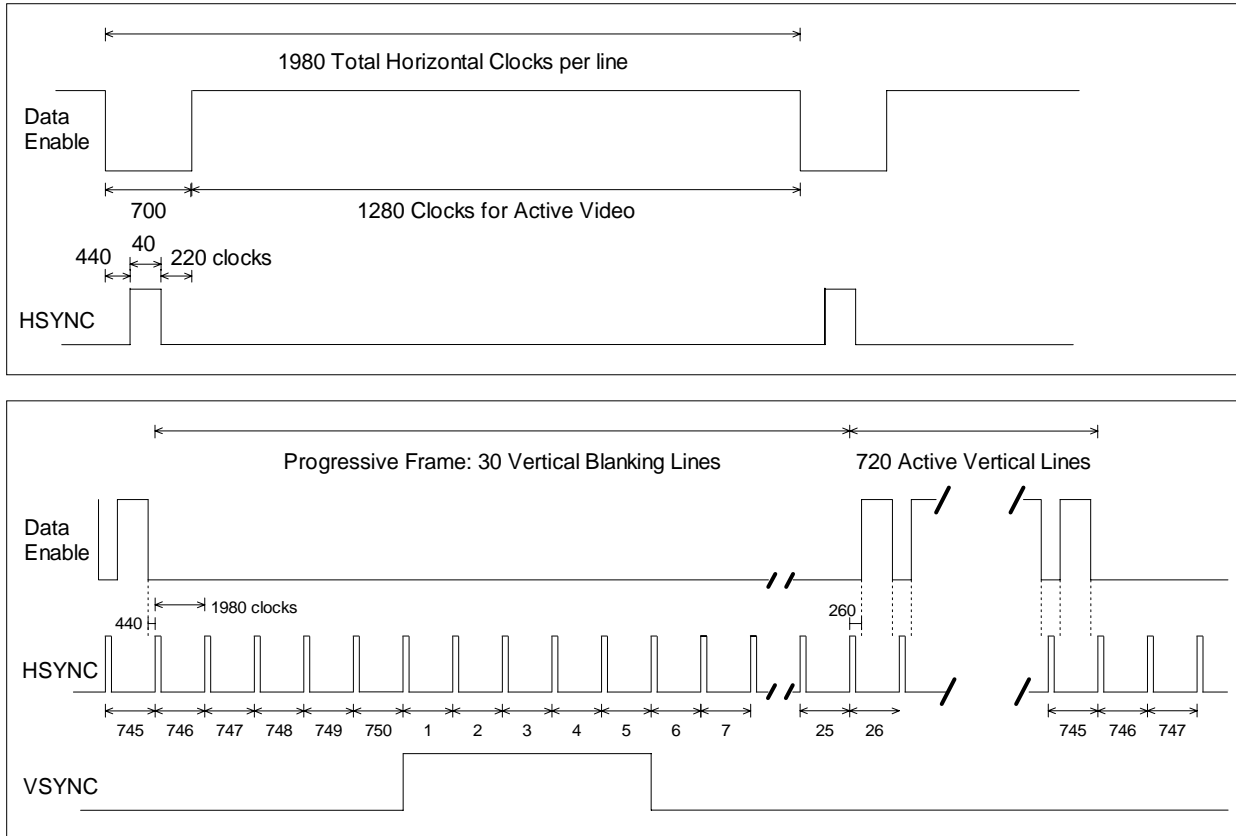 1980 Total Horizontal Clocks per line
Data
Enable
700
1280 Clocks for Active Video
40
440
220 clocks
HSYNC
Progressive Frame: 30 Vertical Blanking Lines
720 Active Vertical Lines
Data
Enable
1980 clocks
440
260
HSYNC
745 746 747 748 749 750 1 2 3 4 5 6 7 25 26 745 746 747
VSYNC